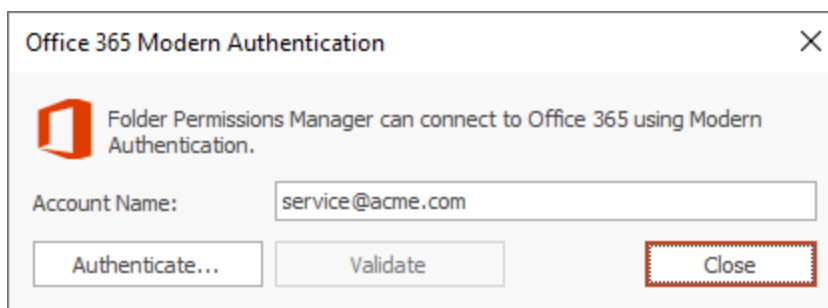 Office 365 Modern Authentication
Folder Permissions Manager can connect to Office 365 using Modern
Authentication.
Account Name: service@acme.com
Authenticate... Validate Close